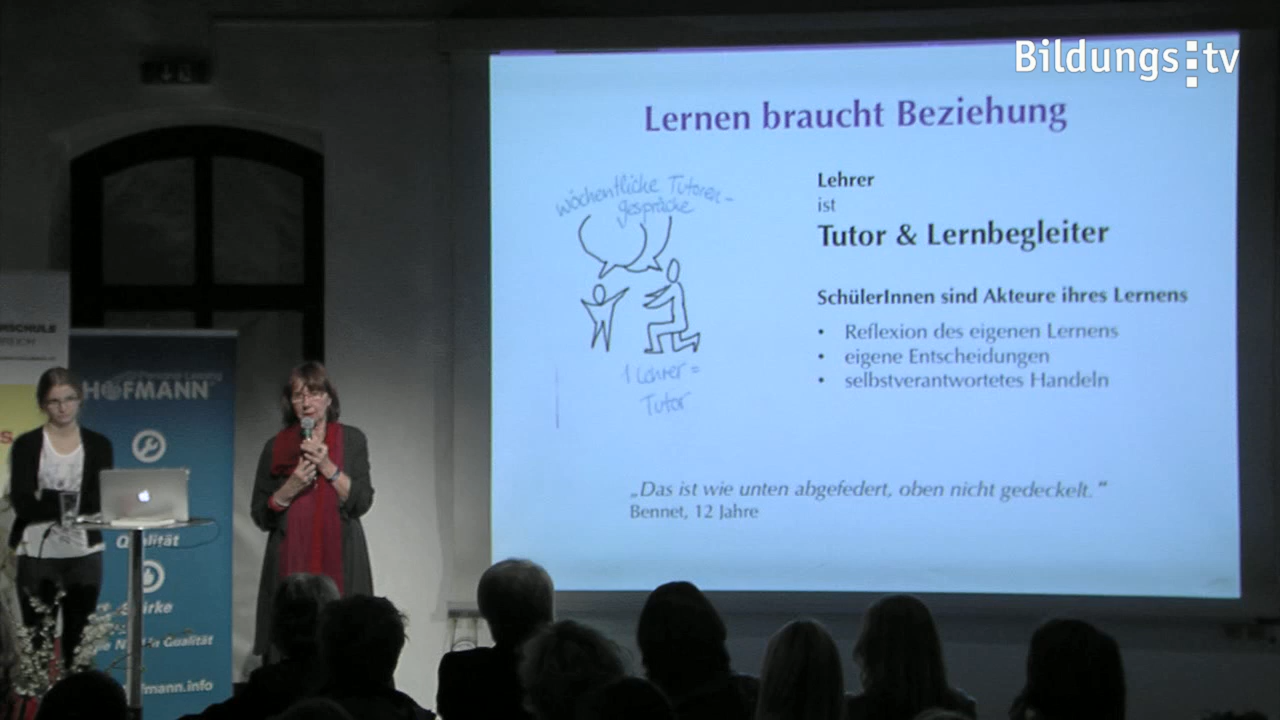 Bildungs:tv
Lernen braucht Beziehung
wöchentliche Tutoren-
gespräche
1 Lehrer =
Tutor
Lehrer
ist
Tutor & Lernbegleiter
SchülerInnen sind Akteure ihres Lernens
• Reflexion des eigenen Lernens
• eigene Entscheidungen
• selbstverantwortetes Handeln
„Das ist wie unten abgefedert, oben nicht gedeckelt."
Bennet, 12 Jahre
HOFMANN
Qualität